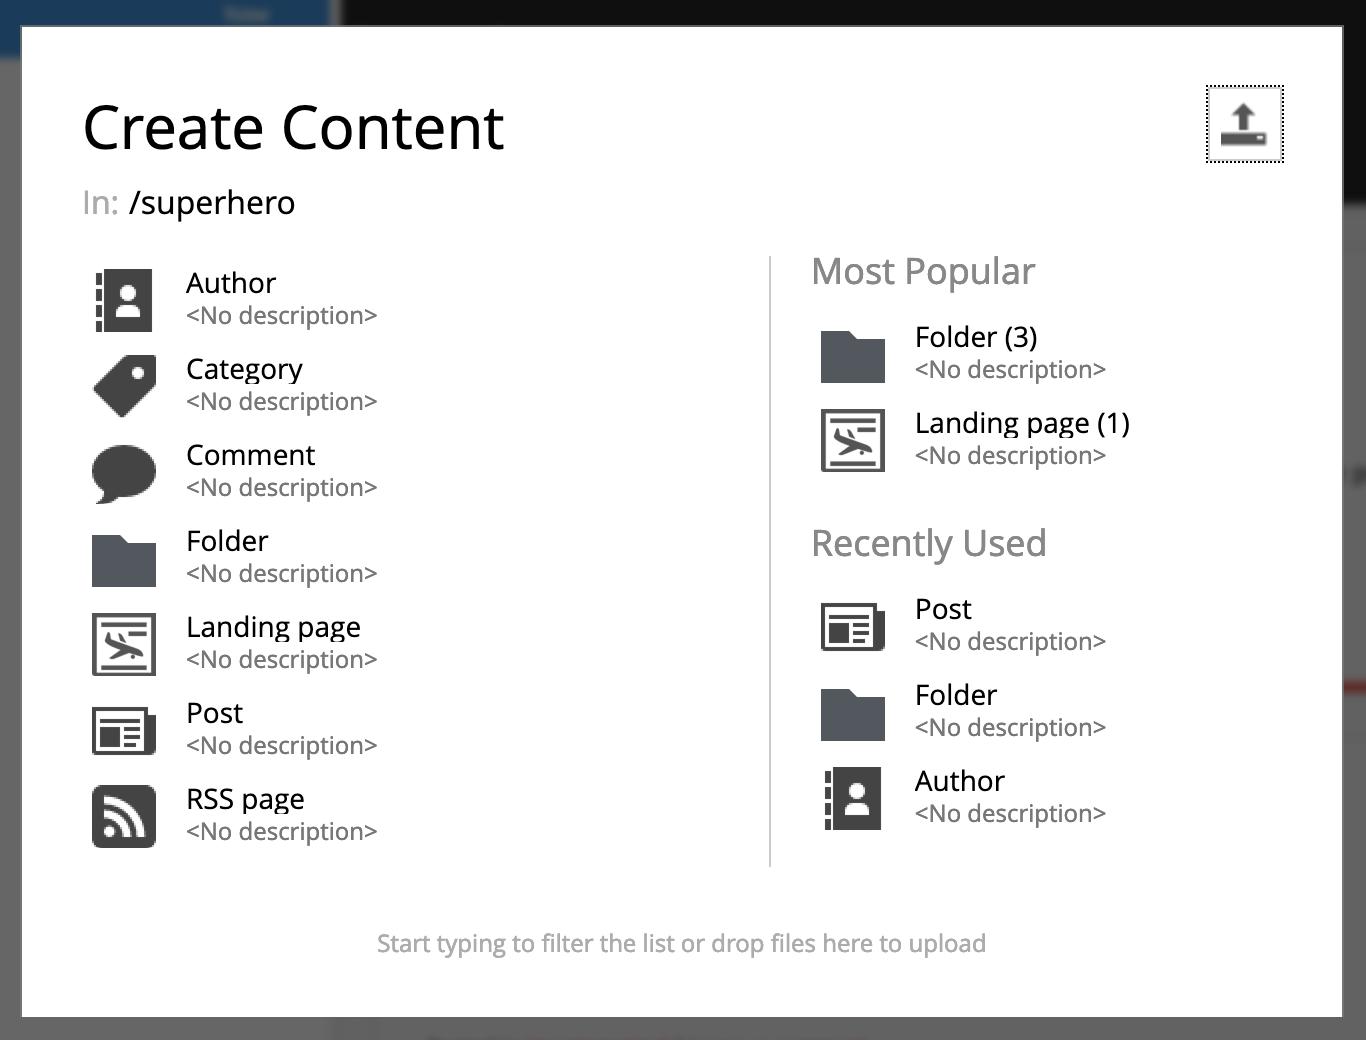 Create Content
In: /superhero
Author
<No description>
Category
<No description>
Comment
<No description>
Folder
<No description>
Landing page
<No description>
Post
<No description>
RSS page
<No description>
Most Popular
Folder (3)
<No description>
Landing page (1)
<No description>
Recently Used
Post
<No description>
Folder
<No description>
Author
<No description>
Start typing to filter the list or drop files here to upload